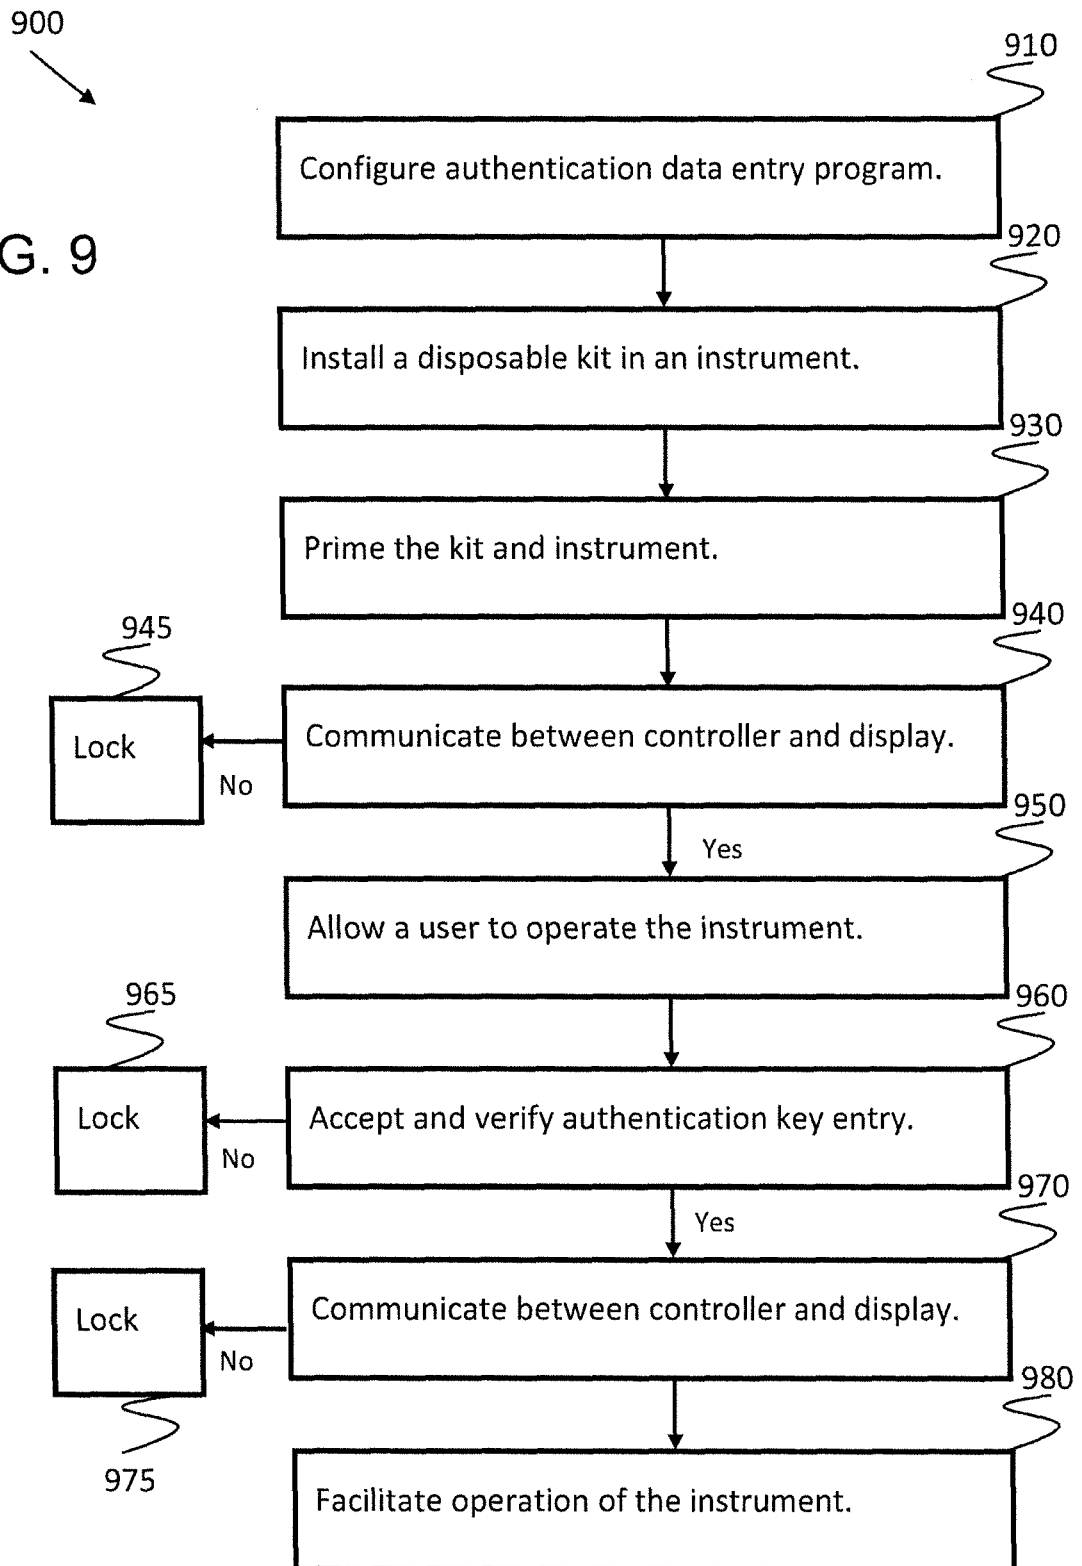 900
910
Configure authentication data entry program.
G. 9
920
Install a disposable kit in an instrument.
930
Prime the kit and instrument.
940
945
Lock
No
Communicate between controller and display.
950
Yes
Allow a user to operate the instrument.
960
965
Lock
No
Accept and verify authentication key entry.
970
Yes
Lock
No
Communicate between controller and display.
980
975
Facilitate operation of the instrument.